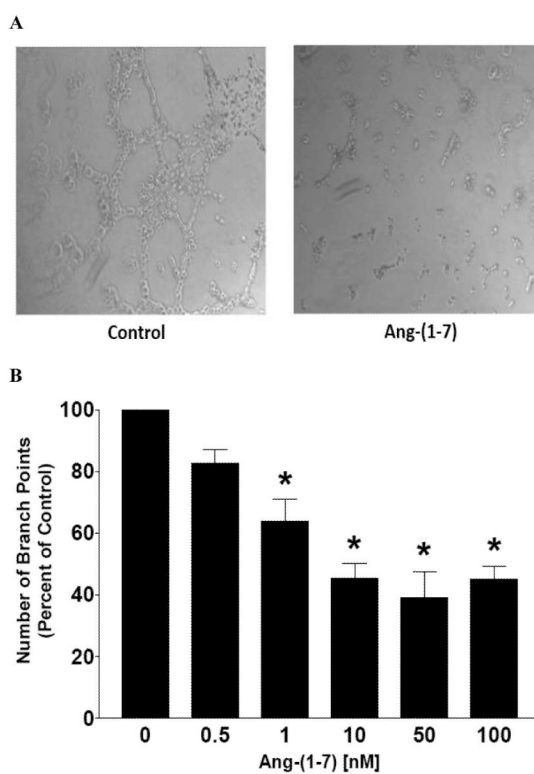 A
Control
Ang-(1-7)
B
Number of Branch Points
(Percent of Control)
100
80
60
40
20
0
*
*
*
*
0
0.5
1
10
50
100
Ang-(1-7) [nM]